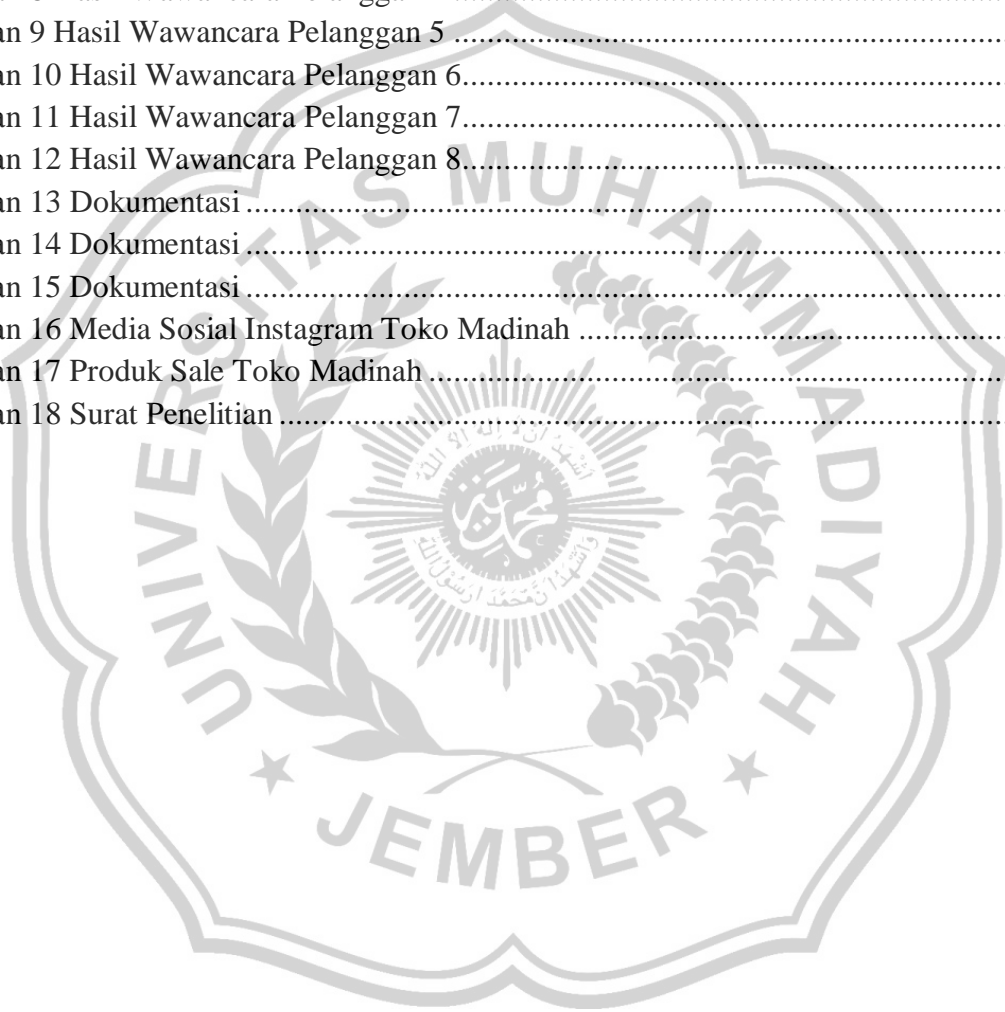 an 9 Hasil Wawancara Pelanggan 5 ..........................................................
an 10 Hasil Wawancara Pelanggan 6..........................................................
an 11 Hasil Wawancara Pelanggan 7..........................................................
an 12 Hasil Wawancara Pelanggan 8..........................................................
an 13 Dokumentasi ..........................................................
an 14 Dokumentasi ..........................................................
an 15 Dokumentasi ..........................................................
an 16 Media Sosial Instagram Toko Madinah ..........................................................
an 17 Produk Sale Toko Madinah ..........................................................
an 18 Surat Penelitian ..........................................................
UNIVERSITAS MUHAMMADIYAH
JEMBER